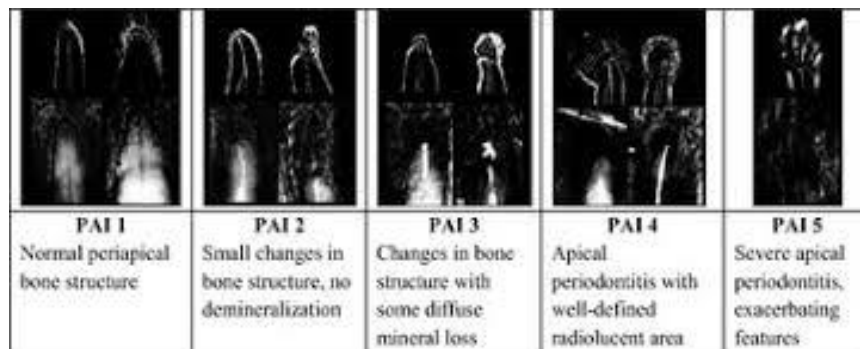 PAI 1
Normal periapical
bone structure
PAI 2
Small changes in
bone structure, no
demineralization
PAI 3
Changes in bone
structure with
some diffuse
mineral loss
PAI 4
Apical
periodontitis with
well-defined
radiolucent area
PAI 5
Severe apical
periodontitis,
exacerbating
features